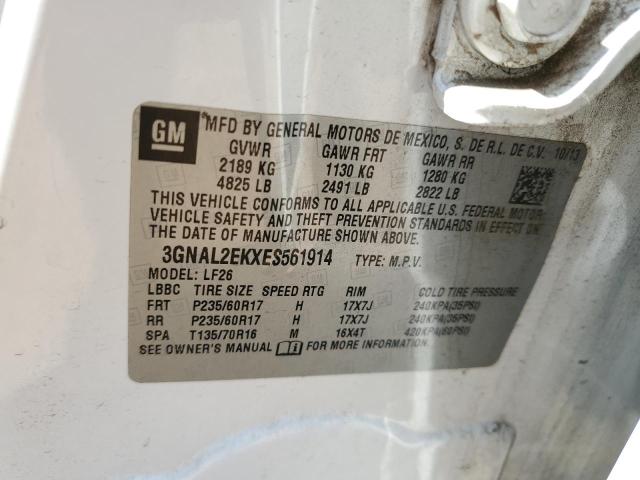 GM MFD BY GENERAL MOTORS DE MEXICO, S. DE R.L. DE C.V. 10/13
GVWR GAWR FRT GAWR RR
2189 KG 1130 KG 1280 KG
4825 LB 2491 LB 2822 LB
THIS VEHICLE CONFORMS TO ALL APPLICABLE U.S. FEDERAL MOTOR
VEHICLE SAFETY AND THEFT PREVENTION STANDARDS IN EFFECT ON
THE DATE OF MANUFACTURE SHOWN ABOVE.
3GNAL2EKXES561914 TYPE: M.P.V.
MODEL: LF26
LBBC TIRE SIZE SPEED RTG RIM COLD TIRE PRESSURE
FRT P235/60R17 H 17X7J 240KPA(35PSI)
RR P235/60R17 H 17X7J 240KPA(35PSI)
SPA T135/70R16 M 16X4T 420KPA(60PSI)
SEE OWNER'S MANUAL FOR MORE INFORMATION.